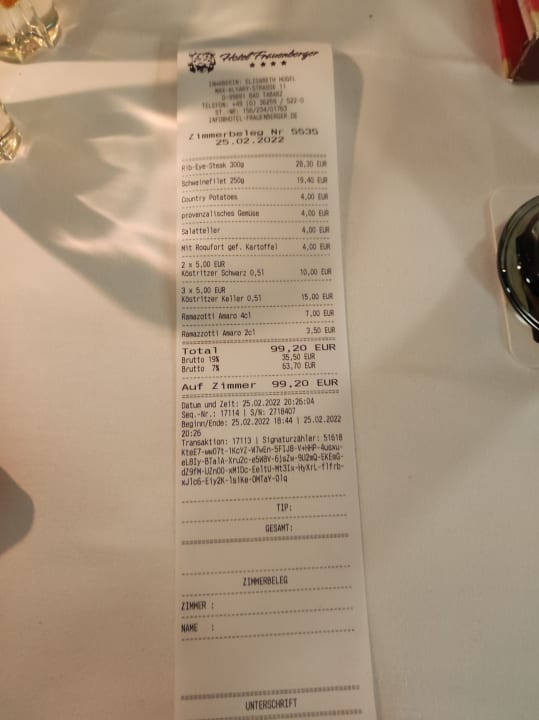 Hotel Frauenberger
★★★★
INHABERIN: ELISABETH HODEL
MAX-ALVARY-STRASSE 11
D-99891 BAD TABARZ
TELEFON: +49 (0) 36259 / 522-0
ST.-NR: 156/234/01763
INFO@HOTEL-FRAUENBERGER.DE
Zimmerbeleg Nr 5535
25.02.2022
Rib-Eye-Steak 300g 28,30 EUR
Schweinefilet 250g 19,40 EUR
Country Potatoes 4,00 EUR
provenzalisches Gemüse 4,00 EUR
Salatteller 4,00 EUR
Mit Roqufort gef. Kartoffel 4,00 EUR
2 x 5,00 EUR
Köstritzer Schwarz 0,5l 10,00 EUR
3 x 5,00 EUR
Köstritzer Keller 0,5l 15,00 EUR
Ramazzotti Amaro 4cl 7,00 EUR
Ramazzotti Amaro 2cl 3,50 EUR
Total 99,20 EUR
Brutto 19% 35,50 EUR
Brutto 7% 63,70 EUR
Auf Zimmer 99,20 EUR
Datum und Zeit: 25.02.2022 20:26:04
Seq.-Nr.: 17114 | S/N: 2718407
Beginn/Ende: 25.02.2022 18:44 | 25.02.2022
20:26
Transaktion: 17113 | Signaturzähler: 51618
TIP:
GESAMT:
ZIMMERBELEG
ZIMMER :
NAME :
UNTERSCHRIFT